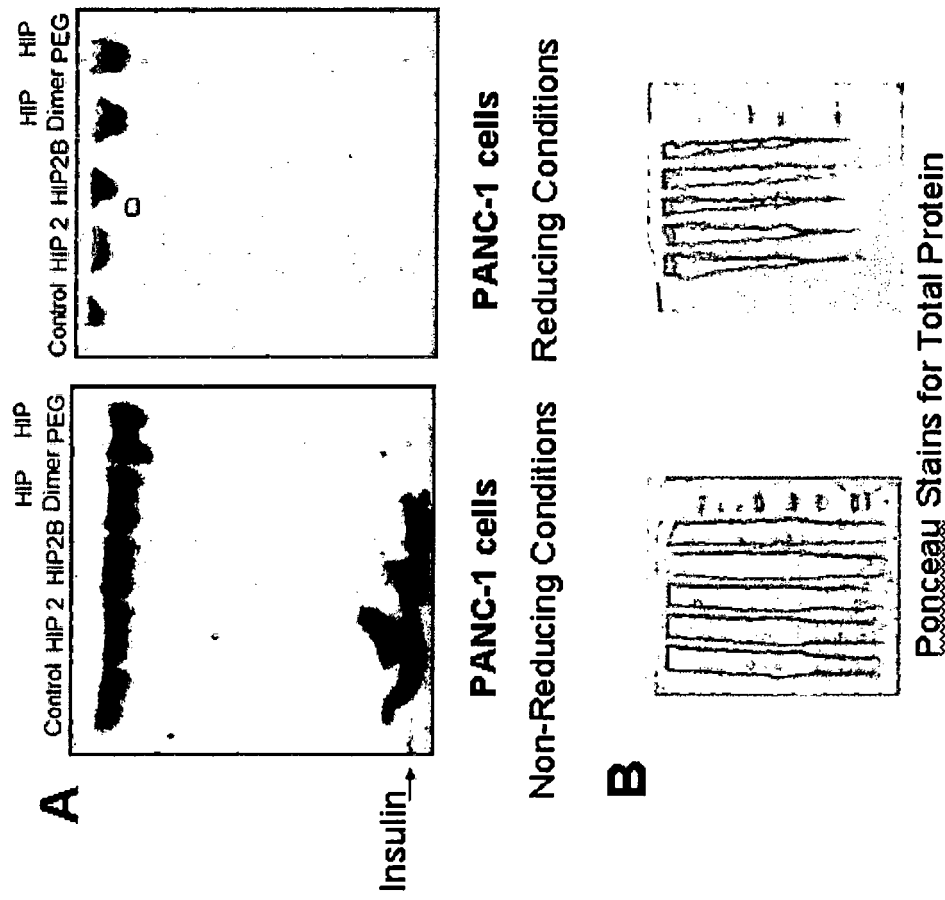 A
HIP HIP
Control HIP 2 HIP2B Dimer PEG
HIP HIP
Control HIP 2 HIP2B Dimer PEG
Insulin
PANC-1 cells
Non-Reducing Conditions
PANC-1 cells
Reducing Conditions
B
Ponceau Stains for Total Protein